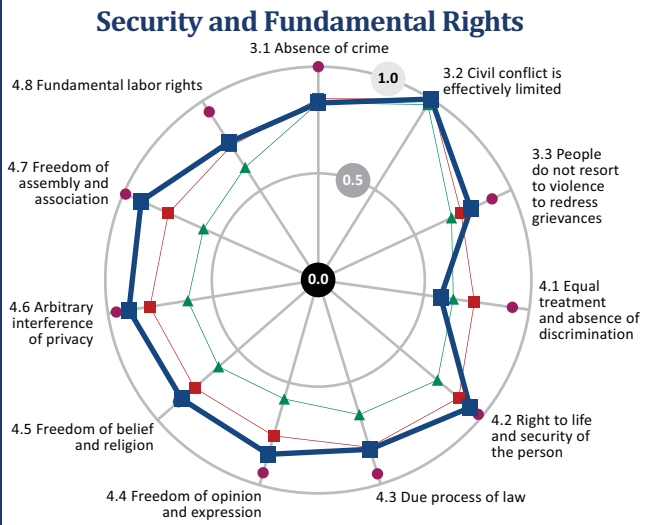 Security and Fundamental Rights
3.1 Absence of crime
1.0
3.2 Civil conflict is
effectively limited
4.8 Fundamental labor rights
0.5
3.3 People
do not resort
to violence
to redress
grievances
4.7 Freedom of
assembly and
association
0.0
4.1 Equal
treatment
and absence of
discrimination
4.6 Arbitrary
interference
of privacy
4.2 Right to life
and security of
the person
4.5 Freedom of belief
and religion
4.4 Freedom of opinion
and expression
4.3 Due process of law